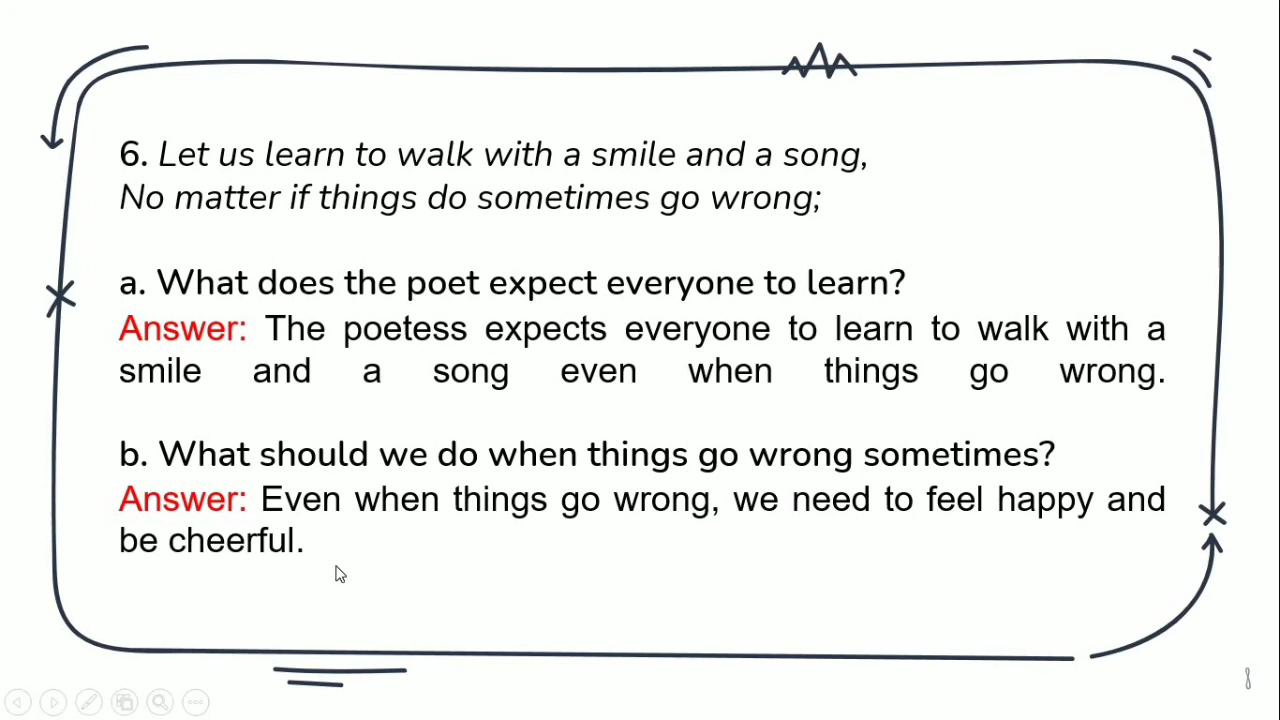 6. Let us learn to walk with a smile and a song,
No matter if things do sometimes go wrong;
a. What does the poet expect everyone to learn?
Answer: The poetess expects everyone to learn to walk with a
smile and a song even when things go wrong.
b. What should we do when things go wrong sometimes?
Answer: Even when things go wrong, we need to feel happy and
be cheerful.